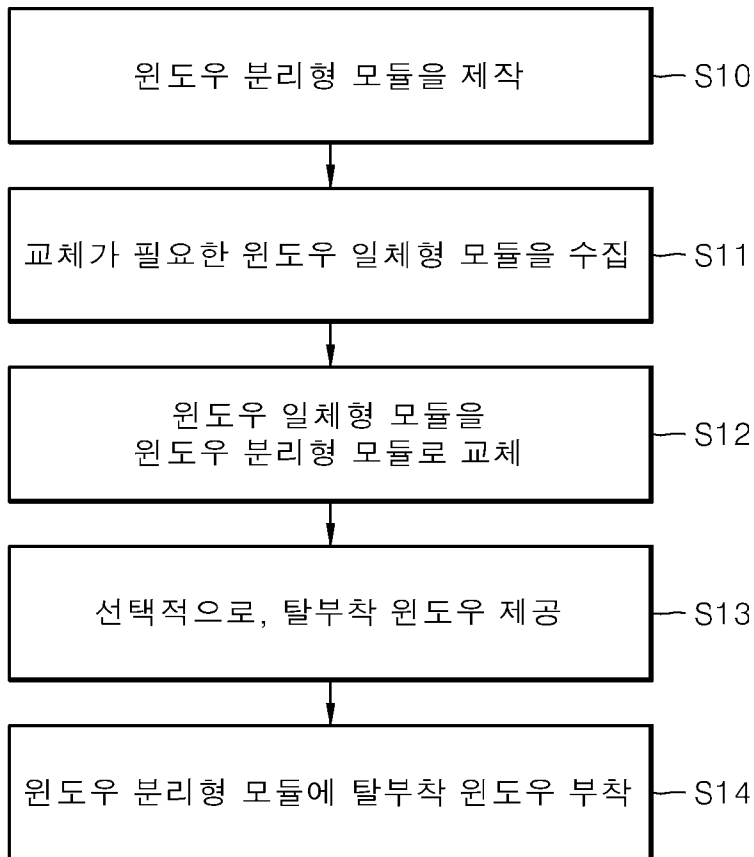 윈도우 분리형 모듈을 제작
S10
교체가 필요한 윈도우 일체형 모듈을 수집
S11
윈도우 일체형 모듈을
윈도우 분리형 모듈로 교체
S12
선택적으로, 탈부착 윈도우 제공
S13
윈도우 분리형 모듈에 탈부착 윈도우 부착
S14